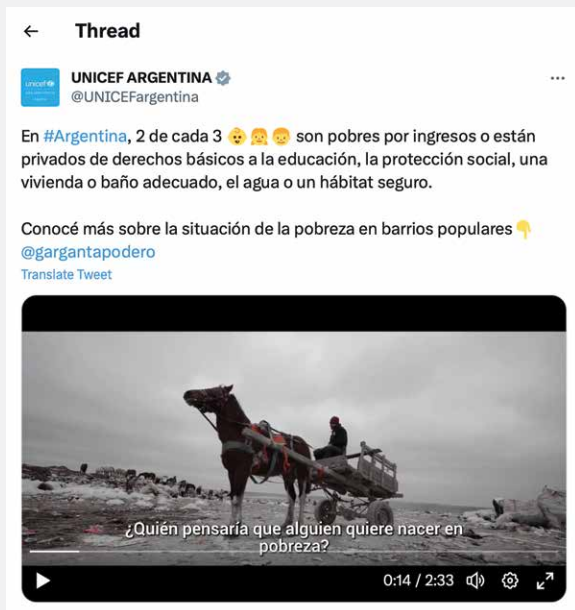 Thread
unicef
UNICEF ARGENTINA
@UNICEFargentina
En #Argentina, 2 de cada 3 👶👧👦 son pobres por ingresos o están
privados de derechos básicos a la educación, la protección social, una
vivienda o baño adecuado, el agua o un hábitat seguro.
Conocé más sobre la situación de la pobreza en barrios populares👇
@gargantapodero
Translate Tweet
¿Quién pensaría que alguien quiere nacer en
pobreza?
0:14 / 2:33